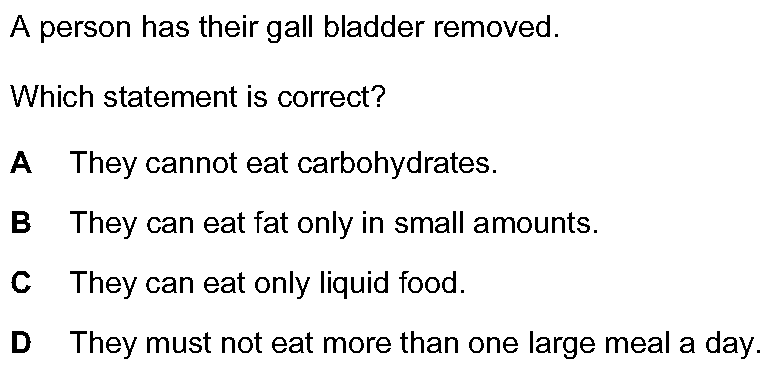 A person has their gall bladder removed.
Which statement is correct?
A They cannot eat carbohydrates.
B They can eat fat only in small amounts.
C They can eat only liquid food.
D They must not eat more than one large meal a day.